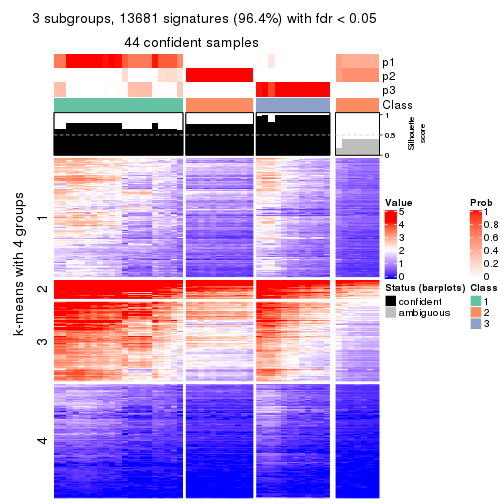 3 subgroups, 13681 signatures (96.4%) with fdr < 0.05
44 confident samples
p1
p2
p3
Class
1
0.5
0
Silhouette
score
k-means with 4 groups
1
2
3
4
Value
5
4
3
2
1
0
Prob
1
0.8
0.6
0.4
0.2
0
Status (barplots)
confident
ambiguous
Class
1
2
3